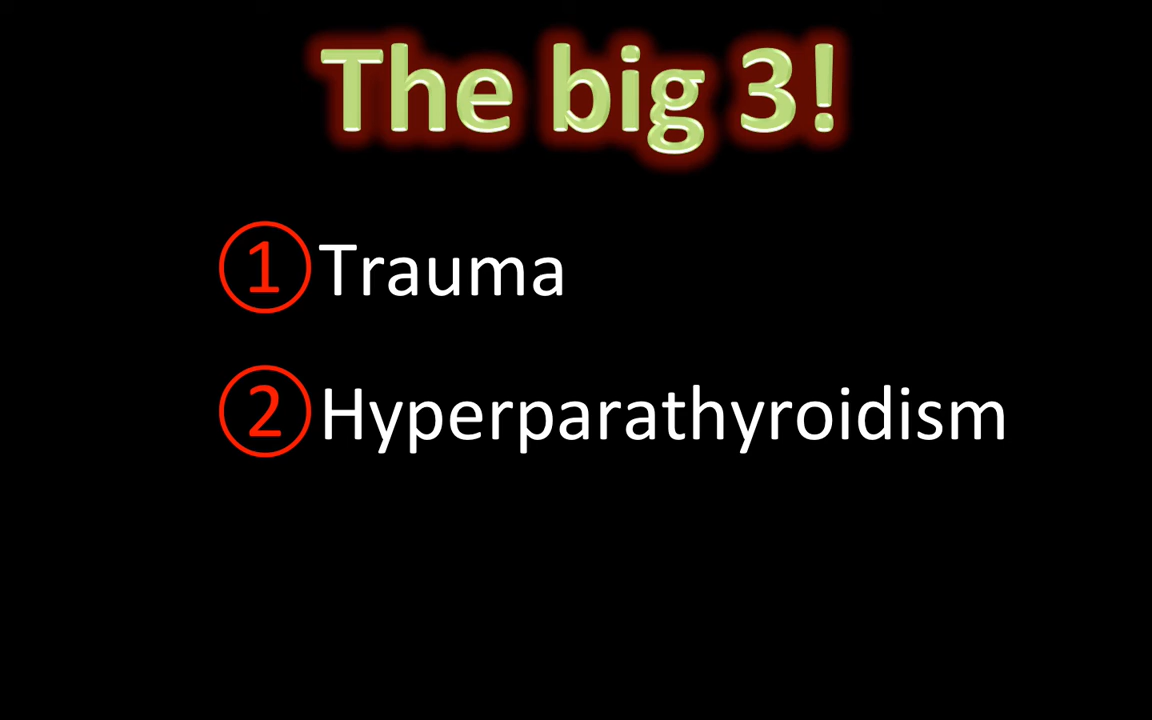 The big 3!
① Trauma
② Hyperparathyroidism